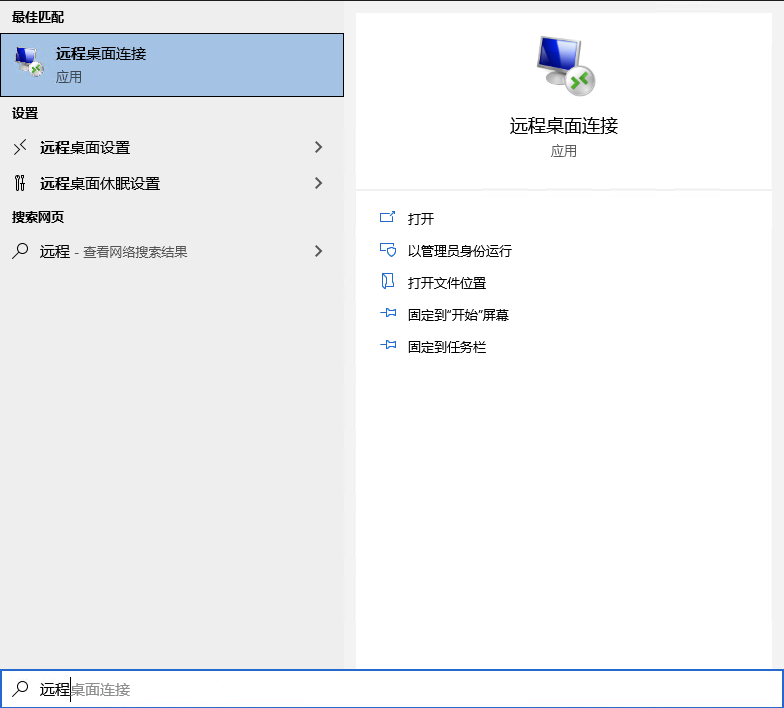 最佳匹配
远程桌面连接
应用
设置
远程桌面设置
远程桌面休眠设置
搜索网页
远程 - 查看网络搜索结果
远程桌面连接
应用
打开
以管理员身份运行
打开文件位置
固定到"开始"屏幕
固定到任务栏
远程桌面连接